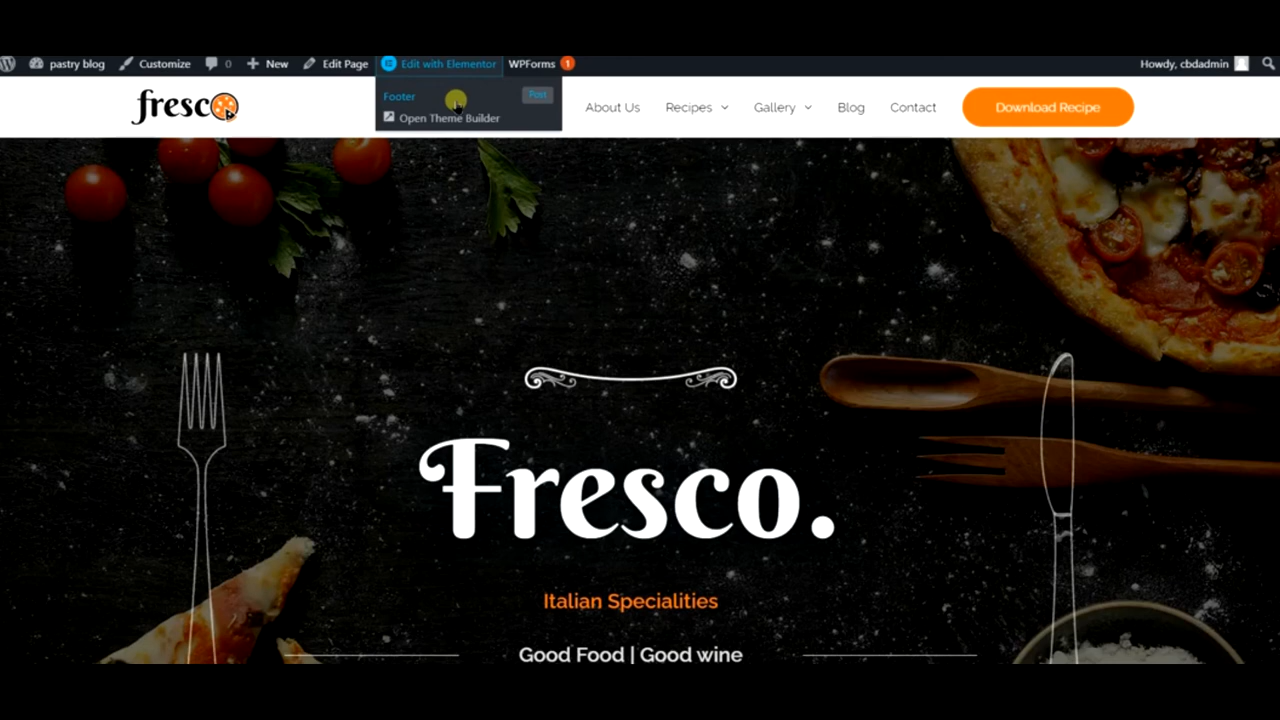 pastry blog Customize 0 New Edit Page Edit with Elementor WPForms 1 Howdy, cbdadmin
Footer Post
Open Theme Builder
fresco About Us Recipes Gallery Blog Contact Download Recipe
Fresco.
Italian Specialities
Good Food | Good wine